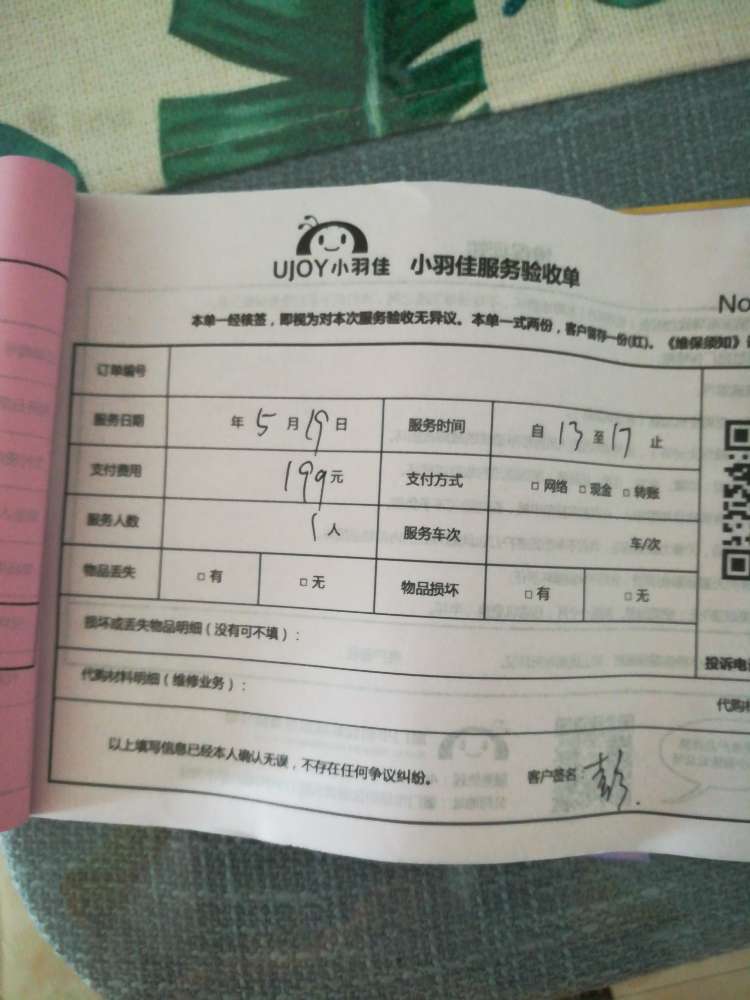 UJOY小羽佳 小羽佳服务验收单
No
本单一经核签，即视为对本次服务验收无异议。本单一式两份，客户留存一份(红)。《维保须知》
订单编号
服务日期 年 5 月 19 日 服务时间 自 13 至 17 止
支付费用 199 元 支付方式 □ 网络 □ 现金 □ 转账
服务人数 1 人 服务车次 车/次
物品丢失 □ 有 □ 无 物品损坏 □ 有 □ 无
损坏或丢失物品明细（没有可不填）：
投诉电
代购材料明细（维修业务）：
代购
以上填写信息已经本人确认无误，不存在任何争议纠纷。 客户签名：彭